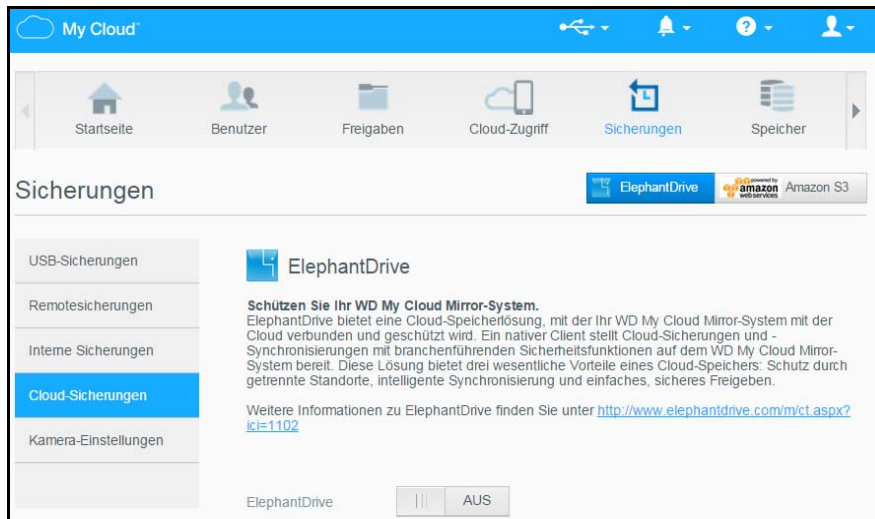 My Cloud™
Startseite
Benutzer
Freigaben
Cloud-Zugriff
Sicherungen
Speicher
Sicherungen
ElephantDrive
powered by
amazon
web services
Amazon S3
USB-Sicherungen
Remotesicherungen
Interne Sicherungen
Cloud-Sicherungen
Kamera-Einstellungen
ElephantDrive
Schützen Sie Ihr WD My Cloud Mirror-System.
ElephantDrive bietet eine Cloud-Speicherlösung, mit der Ihr WD My Cloud Mirror-System mit der
Cloud verbunden und geschützt wird. Ein nativer Client stellt Cloud-Sicherungen und -
Synchronisierungen mit branchenführenden Sicherheitsfunktionen auf dem WD My Cloud Mirror-
System bereit. Diese Lösung bietet drei wesentliche Vorteile eines Cloud-Speichers: Schutz durch
getrennte Standorte, intelligente Synchronisierung und einfaches, sicheres Freigeben.
Weitere Informationen zu ElephantDrive finden Sie unter http://www.elephantdrive.com/m/ct.aspx?
ici=1102
ElephantDrive
AUS